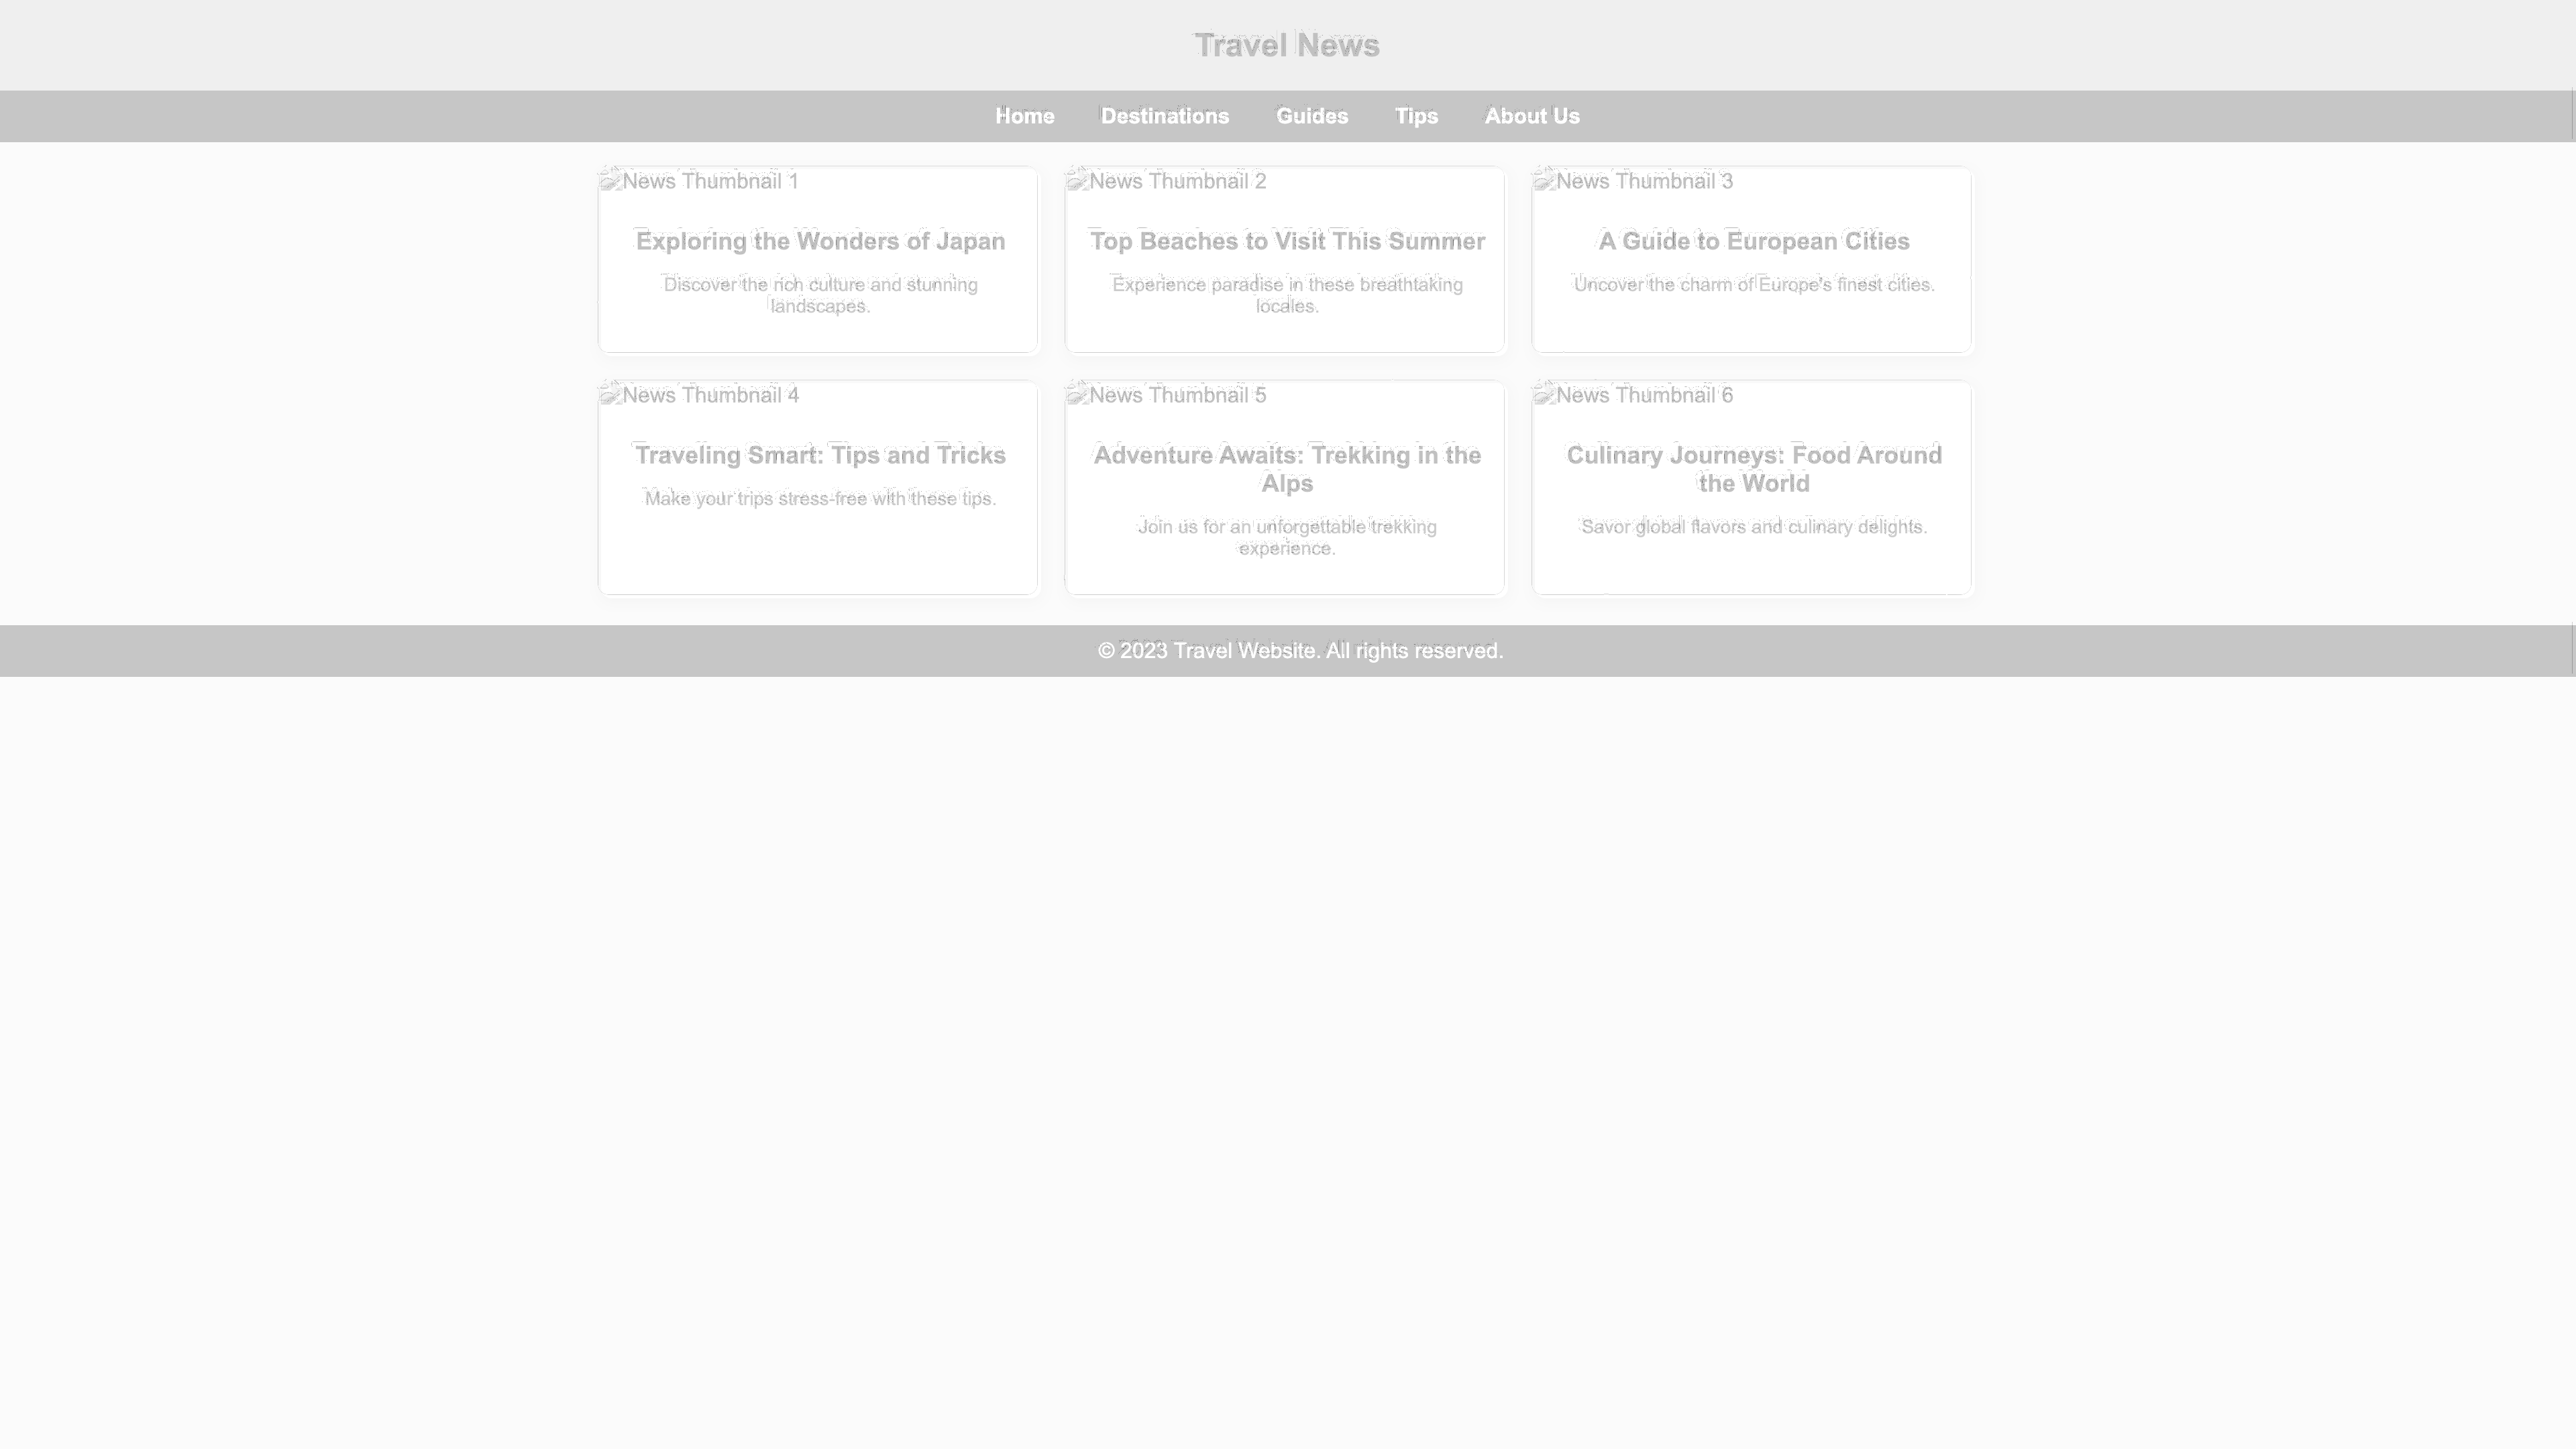 Travel News
Home Destinations Guides Tips About Us
News Thumbnail 1
Exploring the Wonders of Japan
Discover the rich culture and stunning
landscapes.
News Thumbnail 2
Top Beaches to Visit This Summer
Experience paradise in these breathtaking
locales.
News Thumbnail 3
A Guide to European Cities
Uncover the charm of Europe's finest cities.
News Thumbnail 4
Traveling Smart: Tips and Tricks
Make your trips stress-free with these tips.
News Thumbnail 5
Adventure Awaits: Trekking in the
Alps
Join us for an unforgettable trekking
experience.
News Thumbnail 6
Culinary Journeys: Food Around
the World
Savor global flavors and culinary delights.
© 2023 Travel Website. All rights reserved.